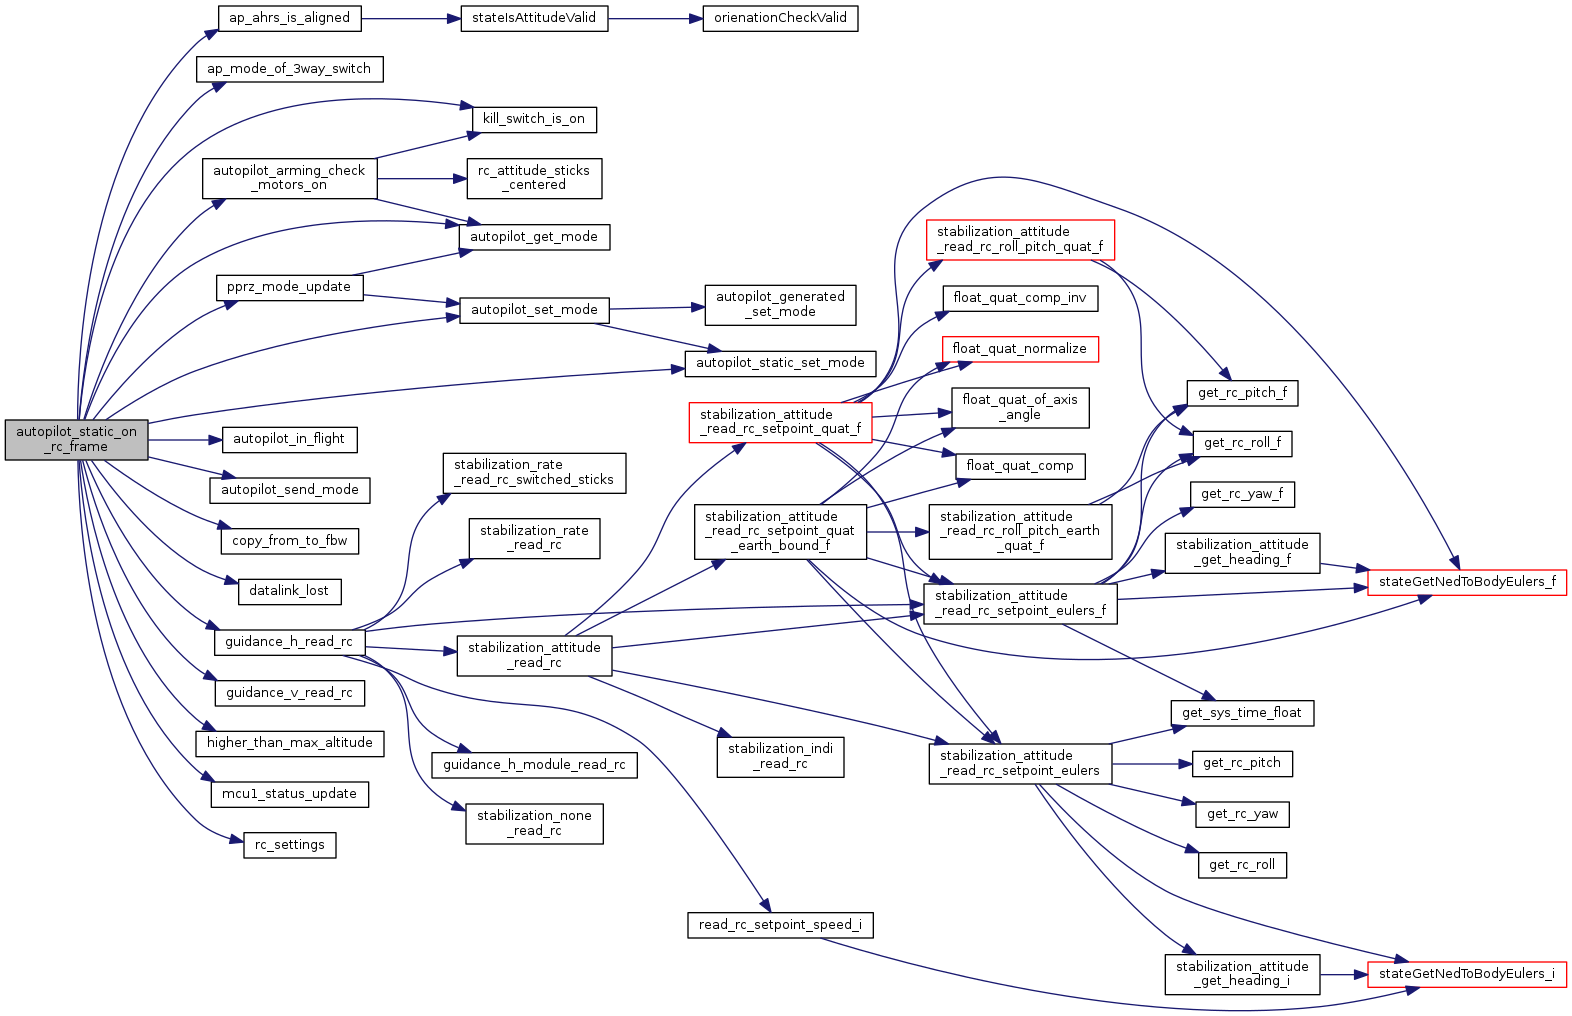 ap_ahrs_is_aligned
stateIsAttitudeValid
orienationCheckValid
ap_mode_of_3way_switch
kill_switch_is_on
autopilot_arming_check
_motors_on
rc_attitude_sticks
_centered
autopilot_get_mode
pprz_mode_update
autopilot_set_mode
autopilot_generated
_set_mode
autopilot_static_set_mode
stabilization_attitude
_read_rc_roll_pitch_quat_f
float_quat_comp_inv
float_quat_normalize
float_quat_of_axis
_angle
get_rc_pitch_f
autopilot_static_on
_rc_frame
autopilot_in_flight
stabilization_attitude
_read_rc_setpoint_quat_f
get_rc_roll_f
float_quat_comp
autopilot_send_mode
stabilization_rate
_read_rc_switched_sticks
get_rc_yaw_f
copy_from_to_fbw
stabilization_rate
_read_rc
stabilization_attitude
_read_rc_setpoint_quat
_earth_bound_f
stabilization_attitude
_read_rc_roll_pitch_earth
_quat_f
stabilization_attitude
_get_heading_f
stateGetNedToBodyEulers_f
datalink_lost
stabilization_attitude
_read_rc_setpoint_eulers_f
guidance_h_read_rc
stabilization_attitude
_read_rc
guidance_v_read_rc
get_sys_time_float
higher_than_max_altitude
guidance_h_module_read_rc
stabilization_indi
_read_rc
stabilization_attitude
_read_rc_setpoint_eulers
get_rc_pitch
mcu1_status_update
stabilization_none
_read_rc
get_rc_yaw
rc_settings
get_rc_roll
read_rc_setpoint_speed_i
stabilization_attitude
_get_heading_i
stateGetNedToBodyEulers_i